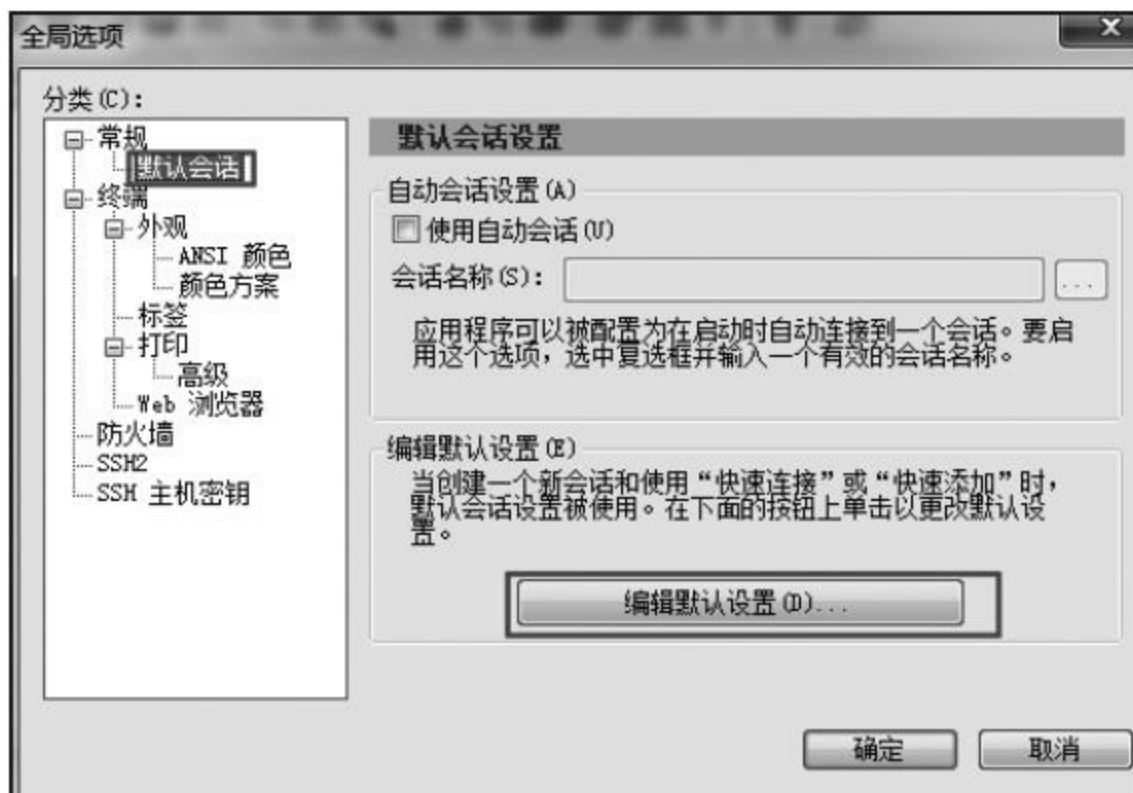 全局选项
分类(C):
常规
默认会话
终端
外观
ANSI 颜色
颜色方案
标签
打印
高级
Web 浏览器
防火墙
SSH2
SSH 主机密钥
默认会话设置
自动会话设置(A)
使用自动会话(U)
会话名称(S):
...
应用程序可以被配置为在启动时自动连接到一个会话。要启
用这个选项，选中复选框并输入一个有效的会话名称。
编辑默认设置(E)
当创建一个新会话和使用“快速连接”或“快速添加”时，
默认会话设置被使用。在下面的按钮上单击以更改默认设
置。
编辑默认设置(D)...
确定
取消